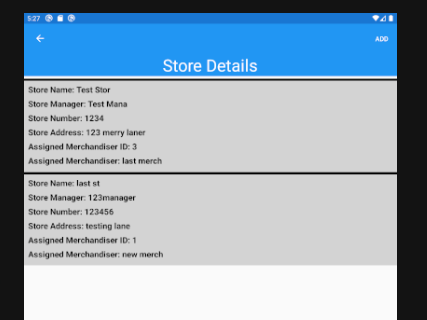 5:27
ADD
Store Details
Store Name: Test Stor
Store Manager: Test Mana
Store Number: 1234
Store Address: 123 merry laner
Assigned Merchandiser ID: 3
Assigned Merchandiser: last merch
Store Name: last st
Store Manager: 123manager
Store Number: 123456
Store Address: testing lane
Assigned Merchandiser ID: 1
Assigned Merchandiser: new merch